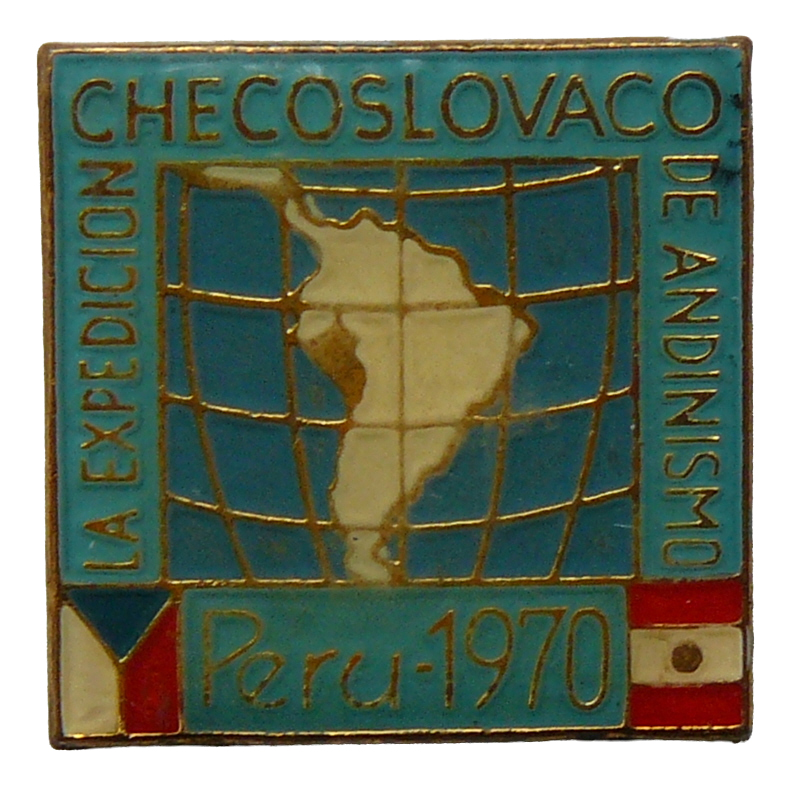 LA EXPEDICION
CHECOSLOVACO
DE ANDINISMO
Peru-1970